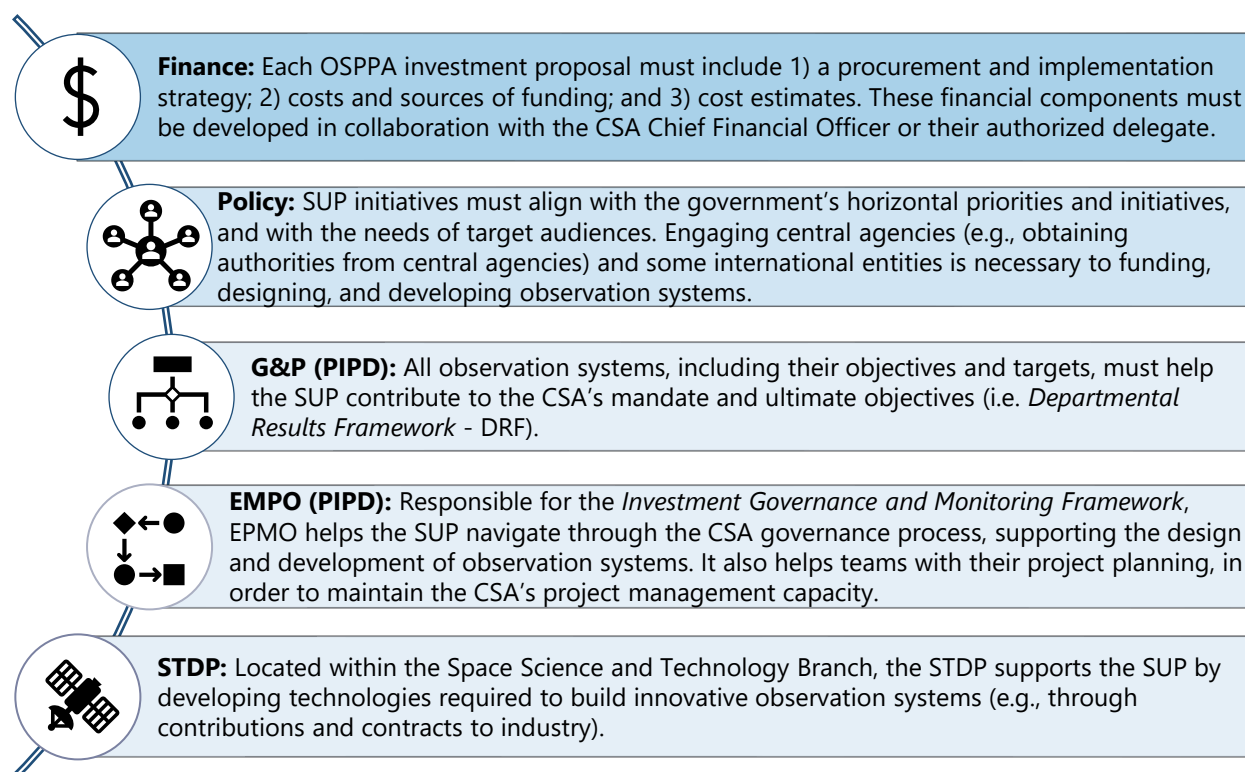 $
Finance: Each OSPPA investment proposal must include 1) a procurement and implementation
strategy; 2) costs and sources of funding; and 3) cost estimates. These financial components must
be developed in collaboration with the CSA Chief Financial Officer or their authorized delegate.
Policy: SUP initiatives must align with the government’s horizontal priorities and initiatives,
and with the needs of target audiences. Engaging central agencies (e.g., obtaining
authorities from central agencies) and some international entities is necessary to funding,
designing, and developing observation systems.
G&P (PIPD): All observation systems, including their objectives and targets, must help
the SUP contribute to the CSA’s mandate and ultimate objectives (i.e. Departmental
Results Framework - DRF).
EMPO (PIPD): Responsible for the Investment Governance and Monitoring Framework,
EPMO helps the SUP navigate through the CSA governance process, supporting the design
and development of observation systems. It also helps teams with their project planning, in
order to maintain the CSA’s project management capacity.
STDP: Located within the Space Science and Technology Branch, the STDP supports the SUP by
developing technologies required to build innovative observation systems (e.g., through
contributions and contracts to industry).